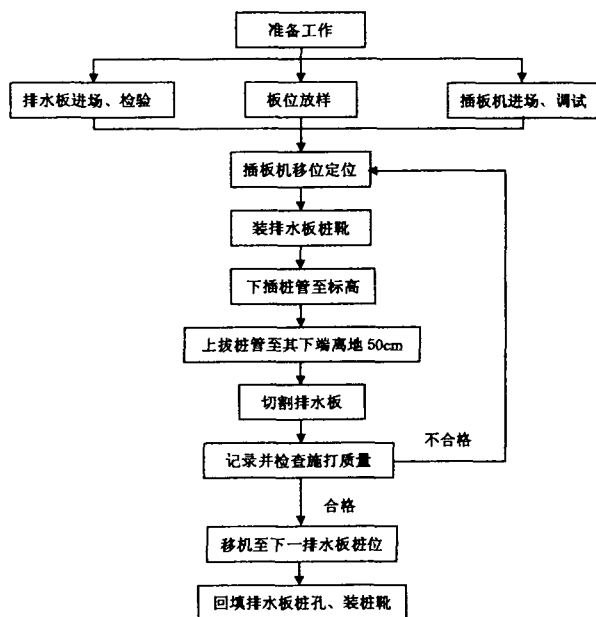 准备工作
排水板进场、检验
板位放样
插板机进场、调试
插板机移位定位
装排水板桩靴
下插桩管至标高
上拔桩管至其下端离地50cm
切割排水板
不合格
记录并检查施打质量
合格
移机至下一排水板桩位
回填排水板桩孔、装桩靴